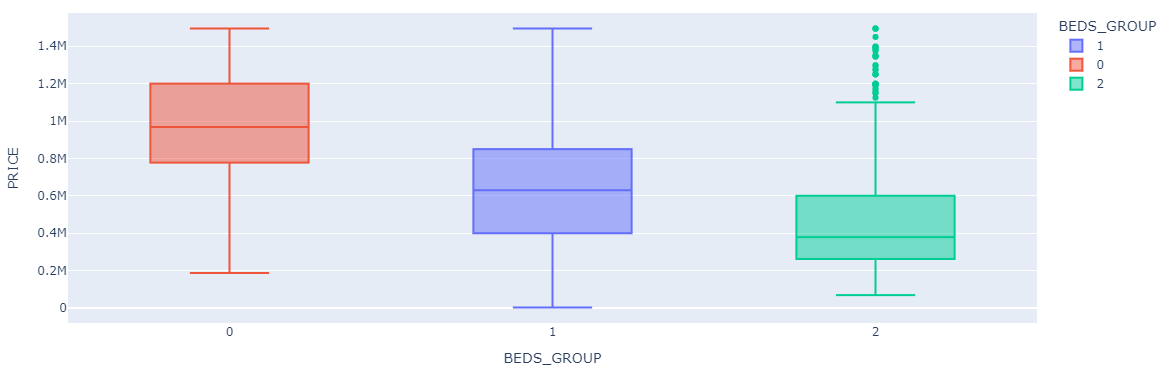 BEDS_GROUP
1
0
2
PRICE
1.4M
1.2M
1M
0.8M
0.6M
0.4M
0.2M
0
0 1 2
BEDS_GROUP